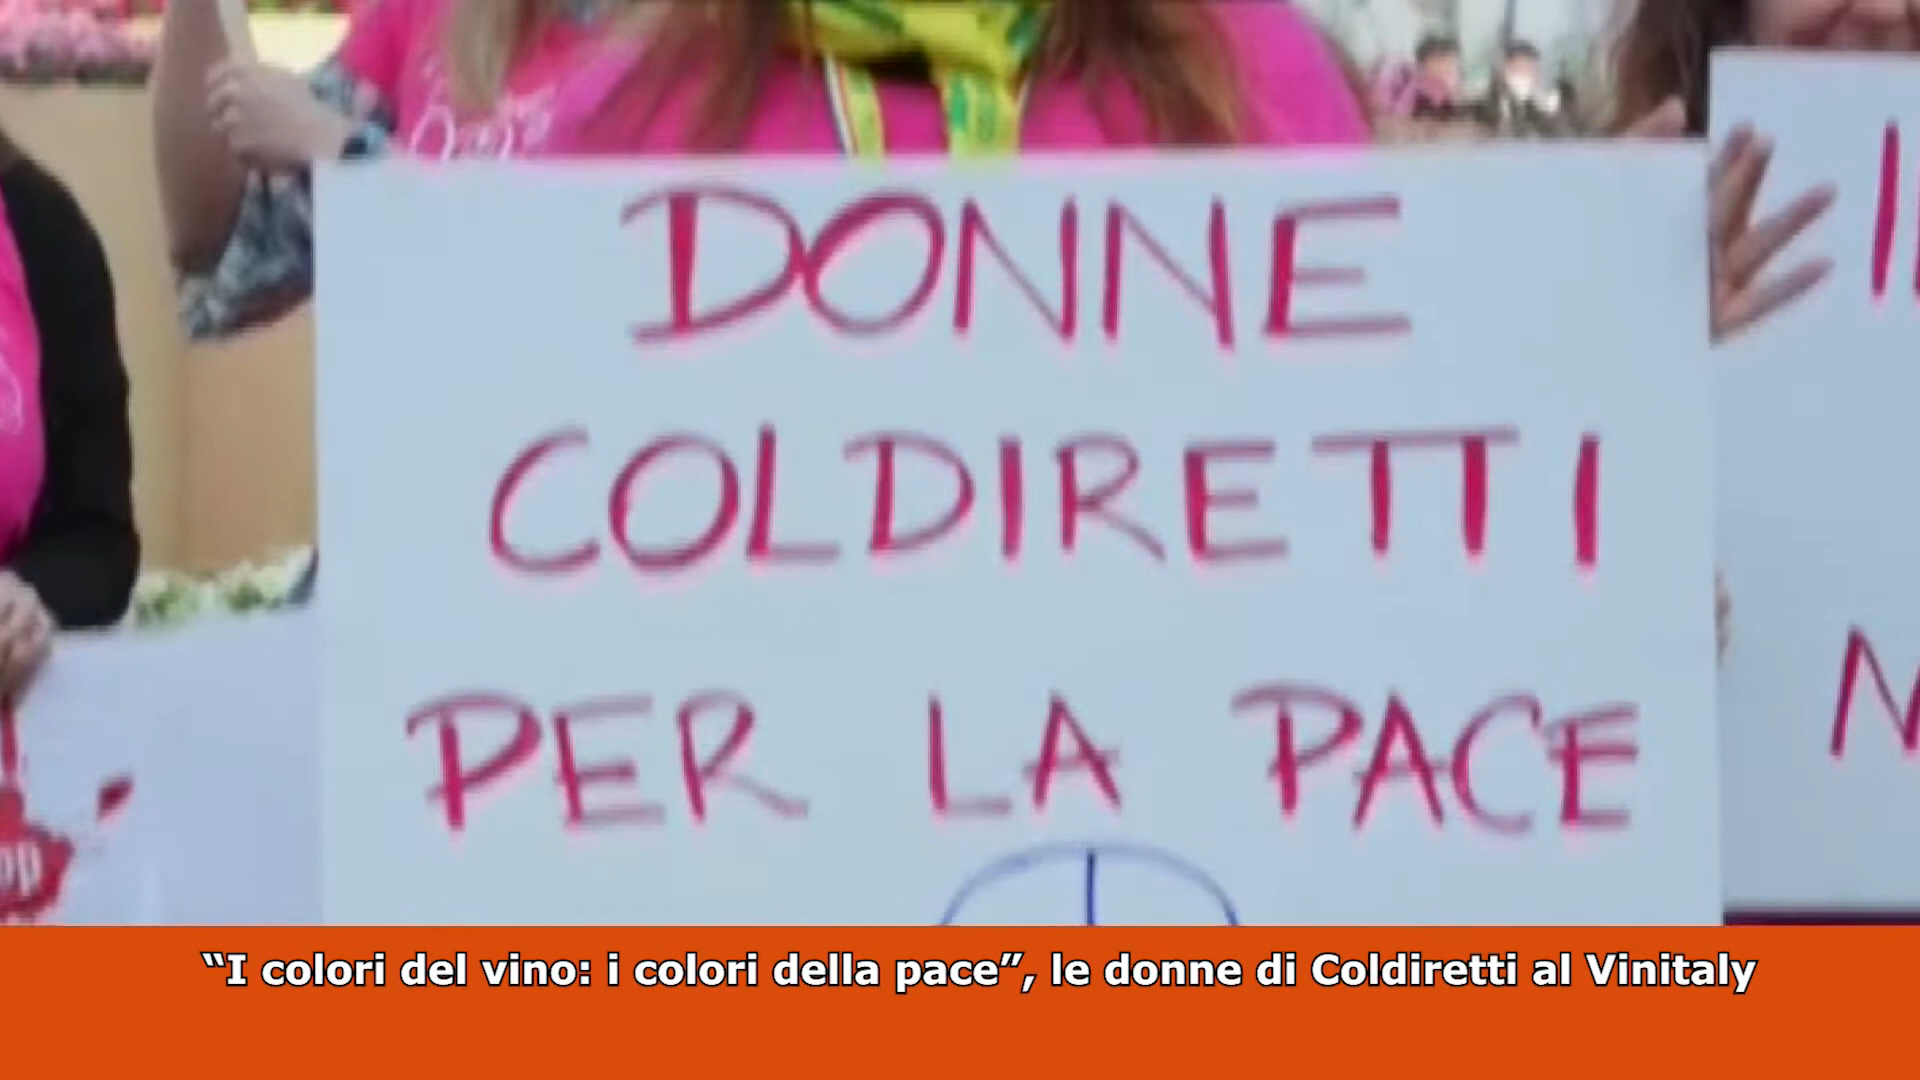 DONNE
COLDIRETTI
PER LA PACE
“I colori del vino: i colori della pace”, le donne di Coldiretti al Vinitaly